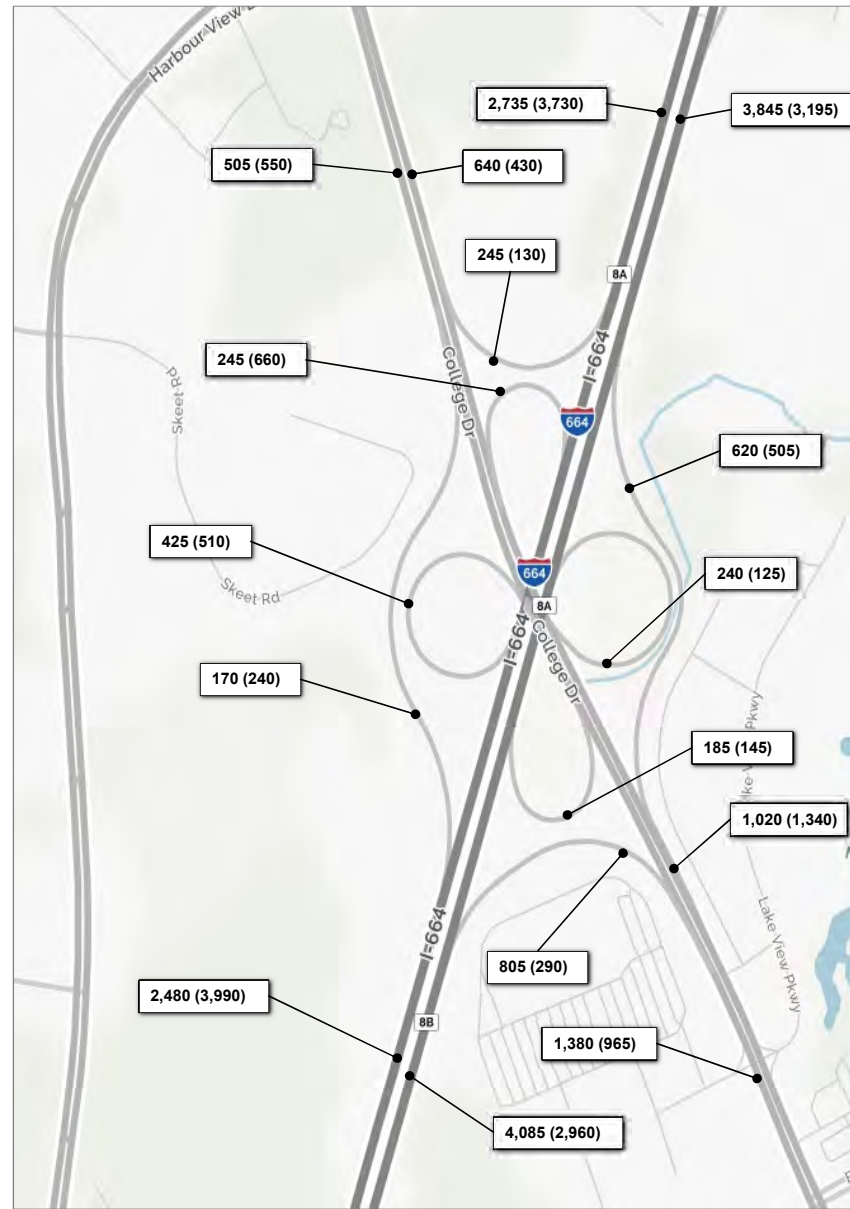 Harbour View
2,735 (3,730)
3,845 (3,195)
505 (550)
640 (430)
245 (130)
8A
I-664
245 (660)
College Dr
Skeet Rd
664
620 (505)
425 (510)
Skeet Rd
664
8A
240 (125)
I-664
College Dr
170 (240)
185 (145)
Pkwy
1,020 (1,340)
Lake View Pkwy
I-664
805 (290)
2,480 (3,990)
8B
1,380 (965)
4,085 (2,960)